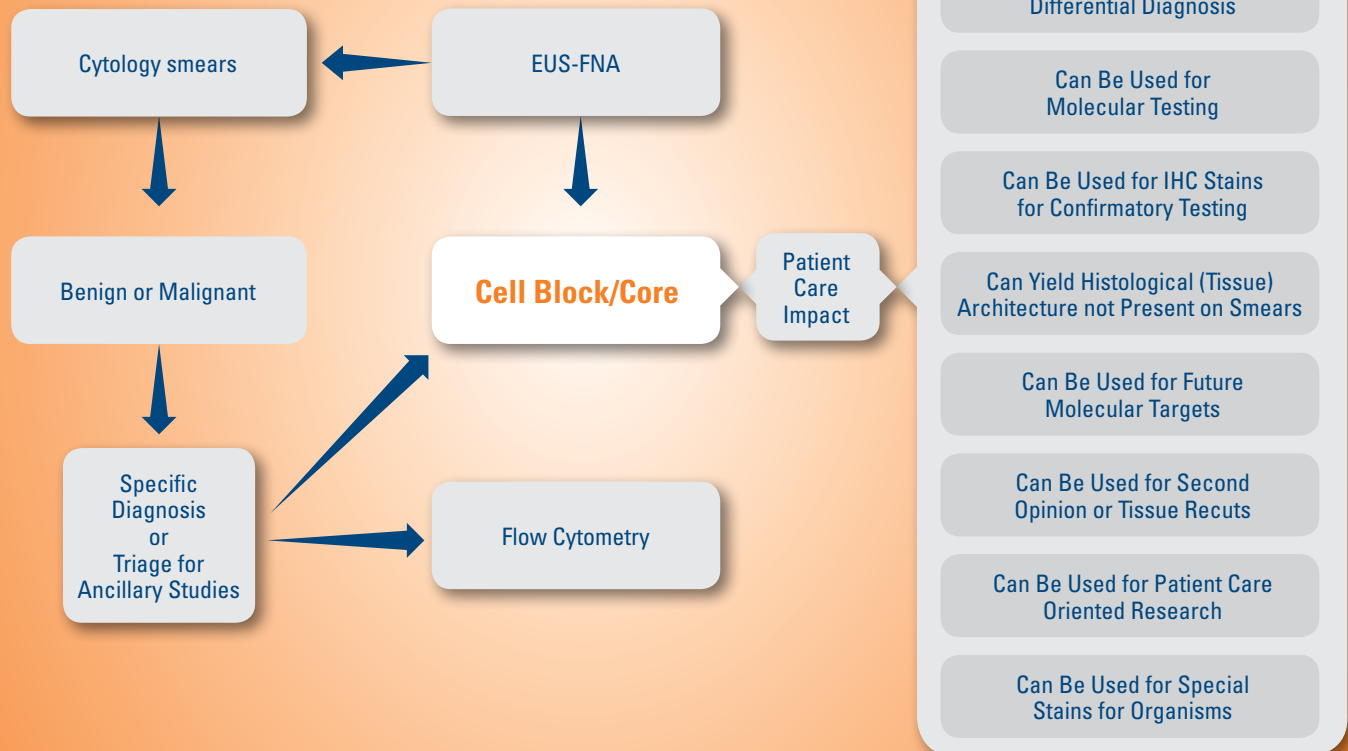 Cytology smears
EUS-FNA
Benign or Malignant
Cell Block/Core
Patient
Care
Impact
Specific
Diagnosis
or
Triage for
Ancillary Studies
Flow Cytometry
Differential Diagnosis
Can Be Used for
Molecular Testing
Can Be Used for IHC Stains
for Confirmatory Testing
Can Yield Histological (Tissue)
Architecture not Present on Smears
Can Be Used for Future
Molecular Targets
Can Be Used for Second
Opinion or Tissue Recuts
Can Be Used for Patient Care
Oriented Research
Can Be Used for Special
Stains for Organisms